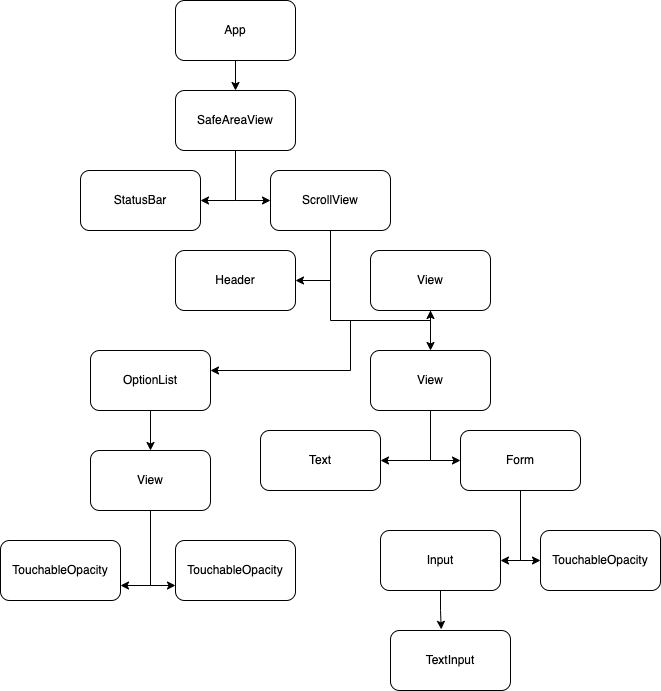 App
SafeAreaView
StatusBar
ScrollView
Header
View
OptionList
View
Text
Form
View
TouchableOpacity
TouchableOpacity
Input
TouchableOpacity
TextInput